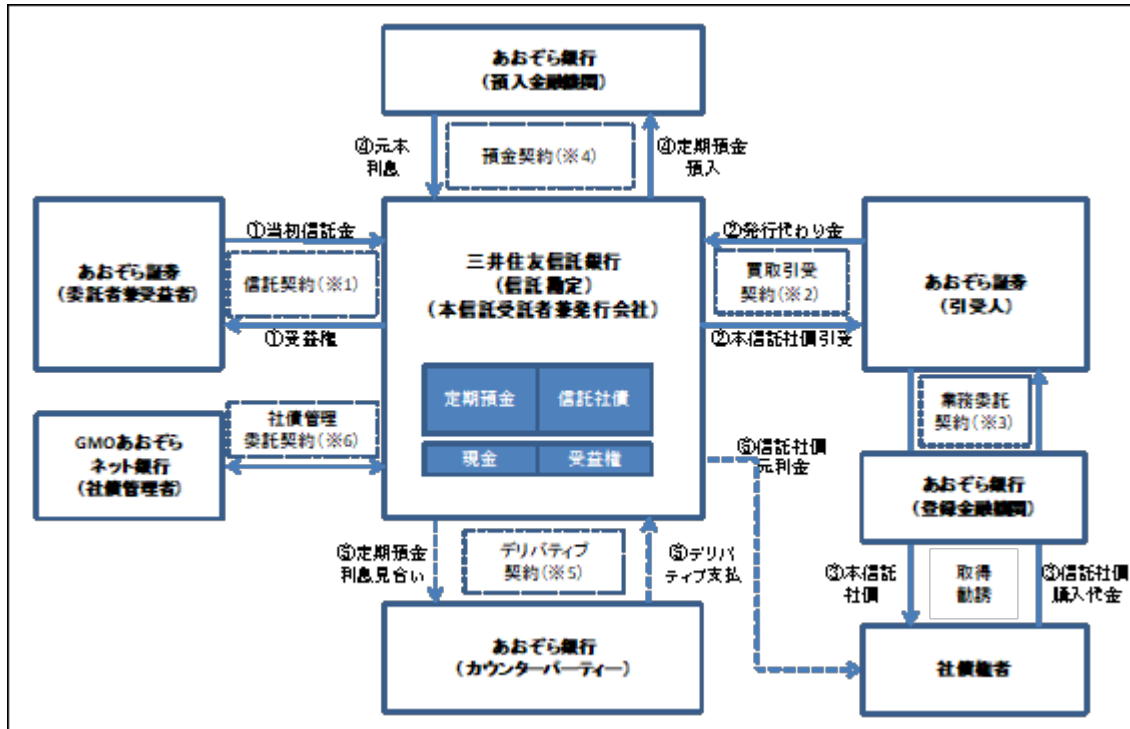 あおぞら銀行
（預入金融機関）
④元本
利息
預金契約(※4)
④定期預金
預入
①当初信託金
あおぞら証券
（委託者兼受益者）
信託契約(※1)
①受益権
三井住友信託銀行
（信託勘定）
（本信託受託者兼発行会社）
定期預金
信託社債
現金
受益権
②発行代わり金
買取引受
契約(※2)
②本信託社債引受
あおぞら証券
（引受人）
社債管理
委託契約(※6)
GMOあおぞら
ネット銀行
（社債管理者）
業務委託
契約(※3)
⑥信託社債
元利金
あおぞら銀行
（登録金融機関）
⑤定期預金
利息見合い
デリバティブ
契約(※5)
⑤デリバ
ティブ支払
③本信託
社債
取得
勧誘
③信託社債
購入代金
あおぞら銀行
（カウンターパーティー）
社債権者